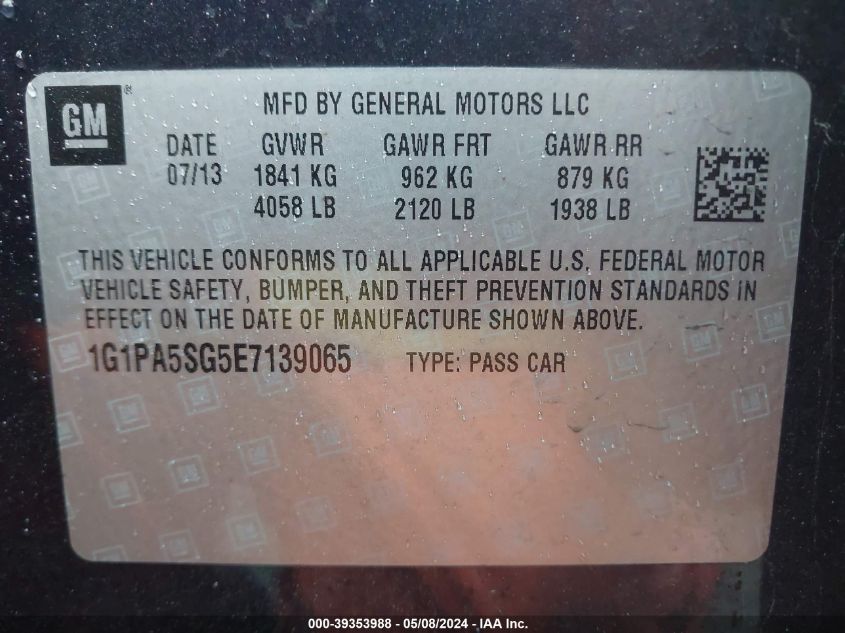 GM®
MFD BY GENERAL MOTORS LLC
DATE GVWR GAWR FRT GAWR RR
07/13 1841 KG 962 KG 879 KG
4058 LB 2120 LB 1938 LB
THIS VEHICLE CONFORMS TO ALL APPLICABLE U.S. FEDERAL MOTOR
VEHICLE SAFETY, BUMPER, AND THEFT PREVENTION STANDARDS IN
EFFECT ON THE DATE OF MANUFACTURE SHOWN ABOVE.
1G1PA5SG5E7139065 TYPE: PASS CAR
000-39353988 - 05/08/2024 - IAA Inc.